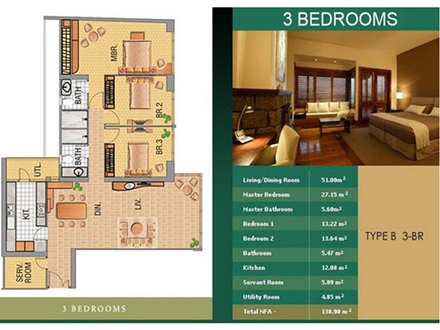 MBR.
BATH
BR.2
BATH
BR.3
UTL.
KIT
DIN.
LIV.
SERV.
ROOM
3 BEDROOMS
3 BEDROOMS
Living/Dining Room 51.00m²
Master Bedroom 27.15 m²
Master Bathroom 5.60m²
Bedroom 1 13.22 m²
Bedroom 2 13.64 m²
Bathroom 5.47 m²
Kitchen 12.08 m²
Servant Room 5.89 m²
Utility Room 4.85 m²
Total NFA - 138.90 m²
TYPE B 3-BR